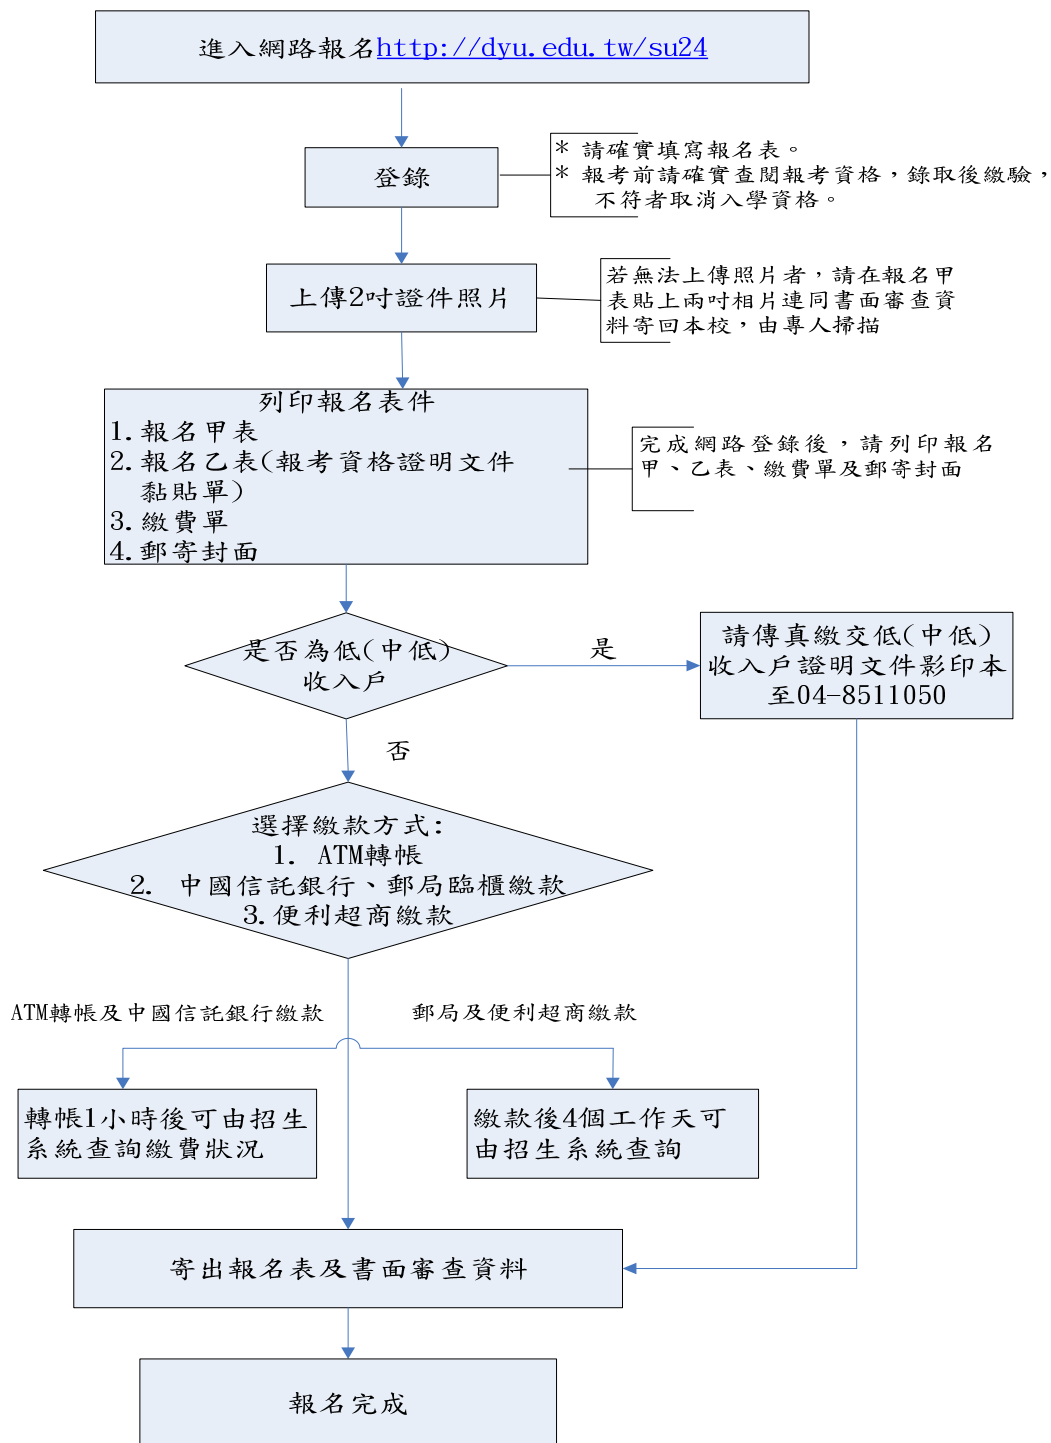 進入網路報名http://dyu.edu.tw/su24
登錄
* 請確實填寫報名表。
* 報考前請確實查閱報考資格，錄取後繳驗，
不符者取消入學資格。
上傳2吋證件照片
若無法上傳照片者，請在報名甲
表貼上兩吋相片連同書面審查資
料寄回本校，由專人掃描
列印報名表件
1.報名甲表
2.報名乙表(報考資格證明文件
黏貼單)
3.繳費單
4.郵寄封面
完成網路登錄後，請列印報名
甲、乙表、繳費單及郵寄封面
是否為低(中低)
收入戶
是
請傳真繳交低(中低)
收入戶證明文件影印本
至04-8511050
否
選擇繳款方式:
1. ATM轉帳
2. 中國信託銀行、郵局臨櫃繳款
3.便利超商繳款
ATM轉帳及中國信託銀行繳款
郵局及便利超商繳款
轉帳1小時後可由招生
系統查詢繳費狀況
繳款後4個工作天可
由招生系統查詢
寄出報名表及書面審查資料
報名完成